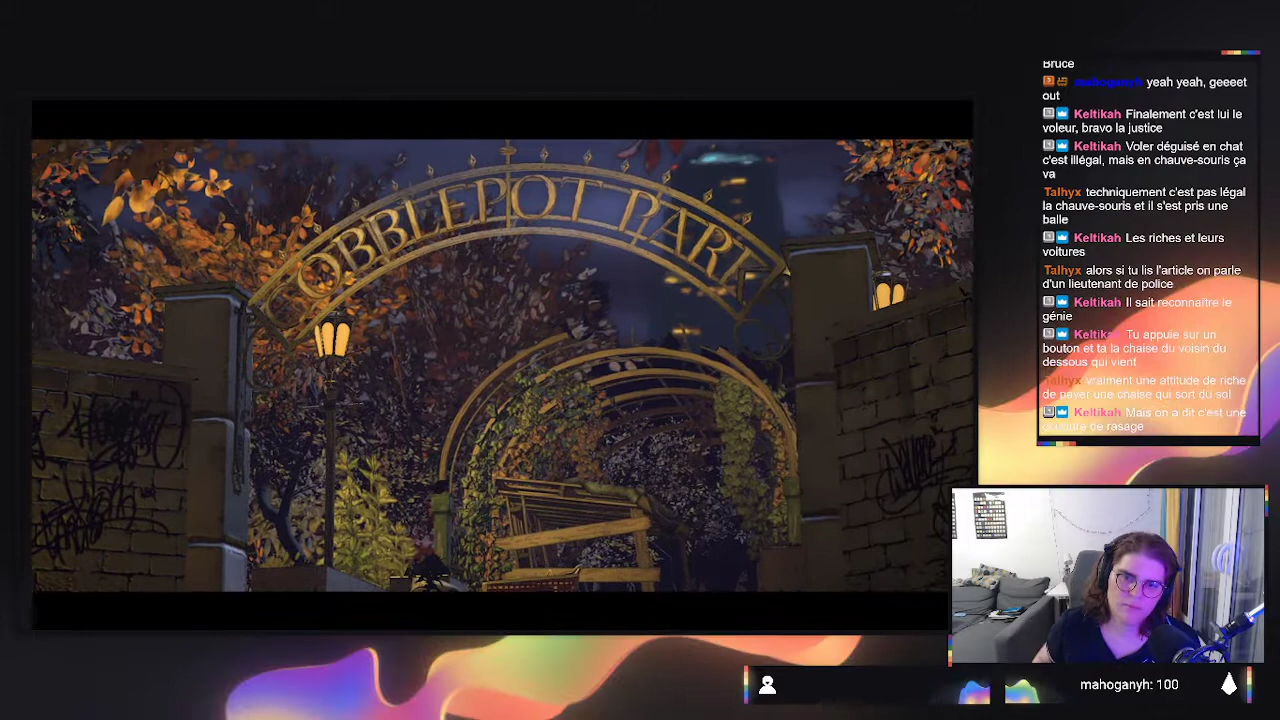 COBBLEPOT PARK
Bruce
mahoganyh yeah yeah, geeeet
out
Keltikah Finalement c'est lui le
voleur, bravo la justice
Keltikah Voler déguisé en chat
c'est illégal, mais en chauve-souris ça
va
Talhyx techniquement c'est pas légal
la chauve-souris et il s'est pris une
balle
Keltikah Les riches et leurs
voitures
Talhyx alors si tu lis l'article on parle
d'un lieutenant de police
Keltikah Il sait reconnaître le
génie
Keltikah Tu appuie sur un
bouton et ta la chaise du voisin du
dessous qui vient
Talhyx vraiment une attitude de riche
de payer une chaise qui sort du sol
Keltikah Mais on a dit c'est une
de rasage
mahoganyh: 100